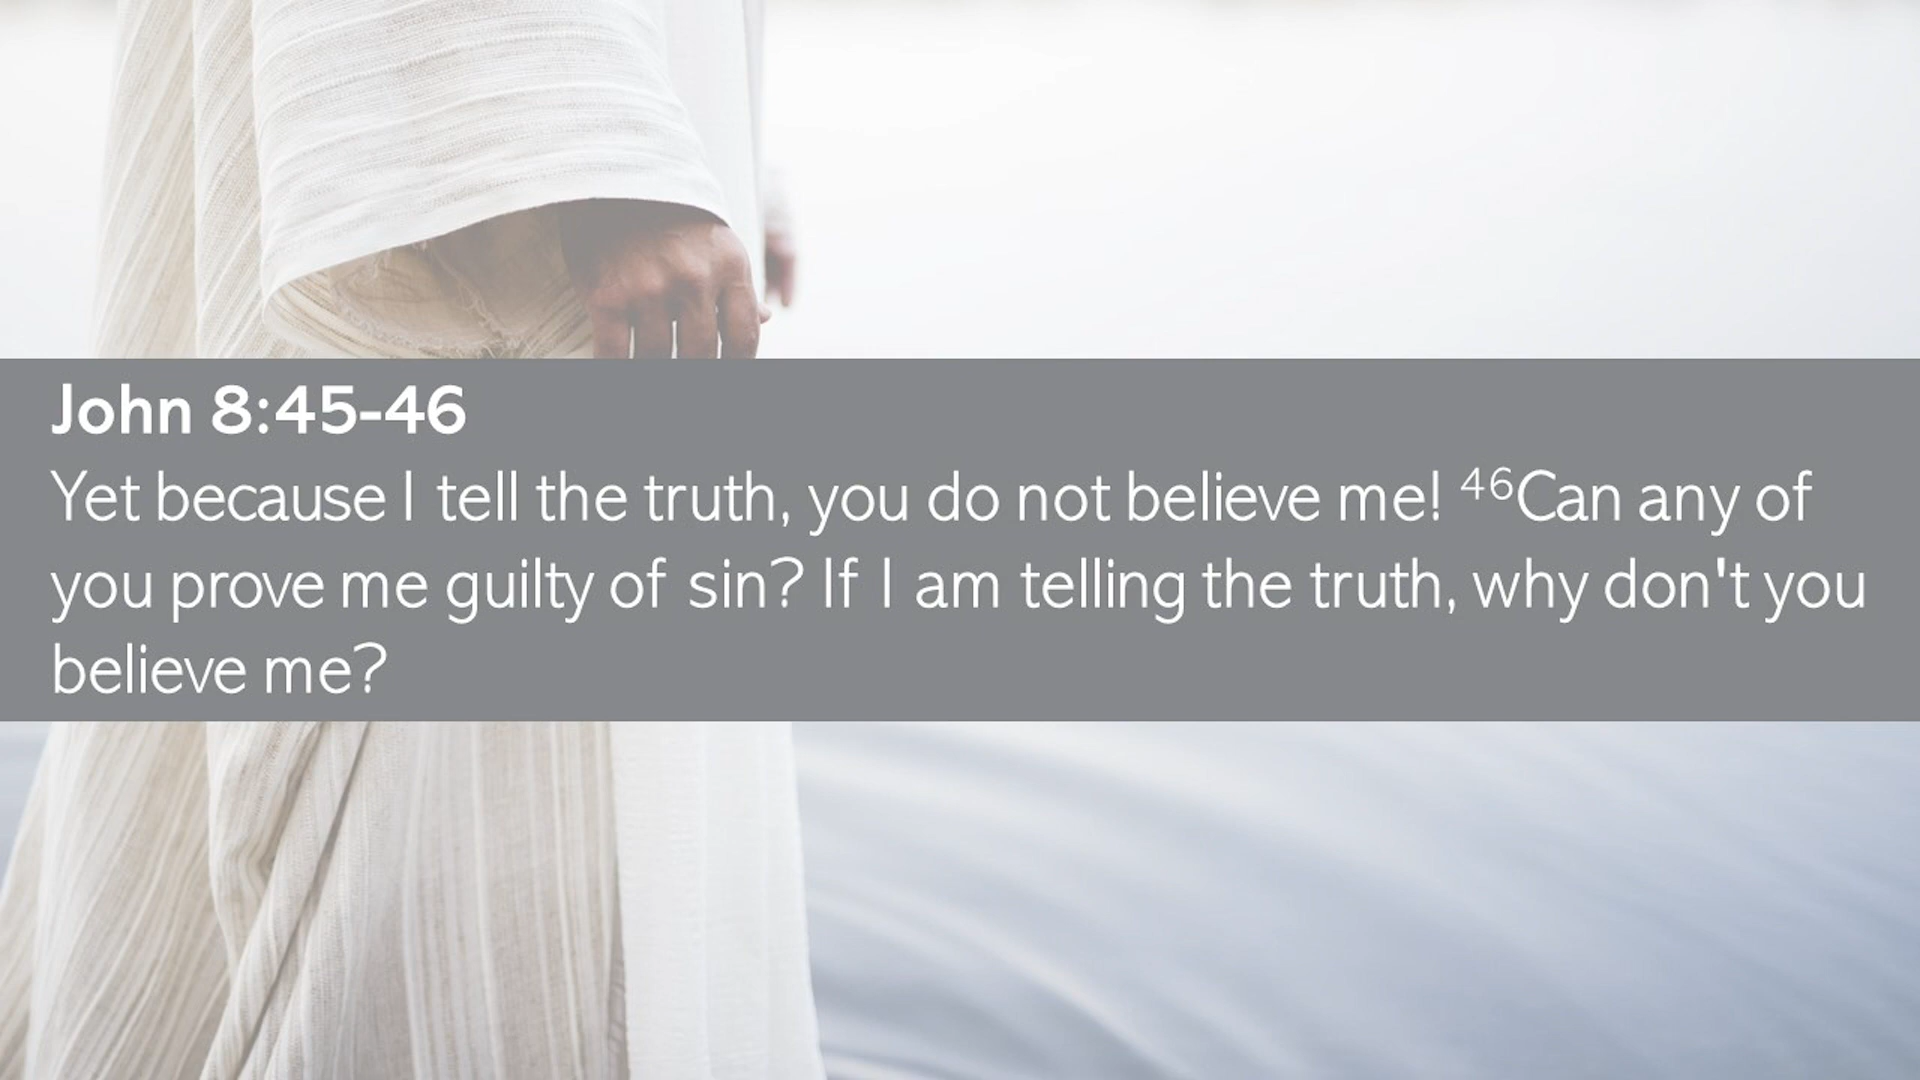 John 8:45-46
Yet because I tell the truth, you do not believe me! ⁴⁶Can any of
you prove me guilty of sin? If I am telling the truth, why don't you
believe me?